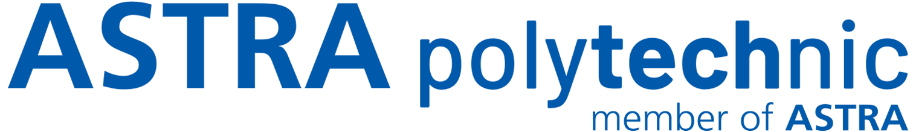 ASTRA polytechnic
member of ASTRA